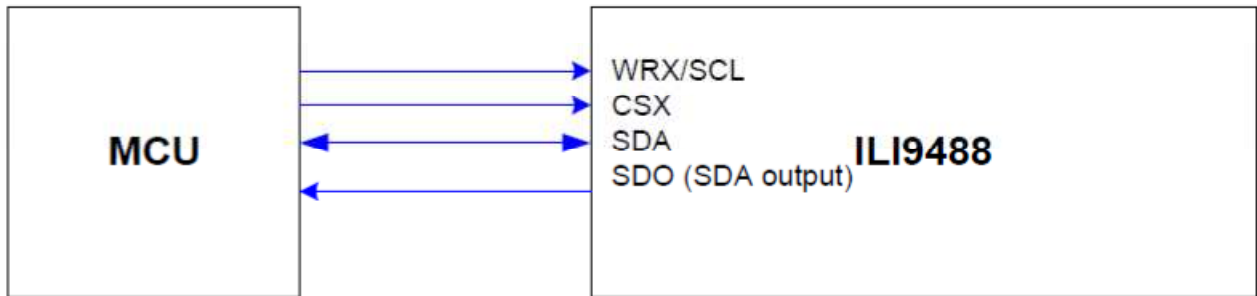 MCU
WRX/SCL
CSX
SDA
SDO (SDA output)
ILI9488